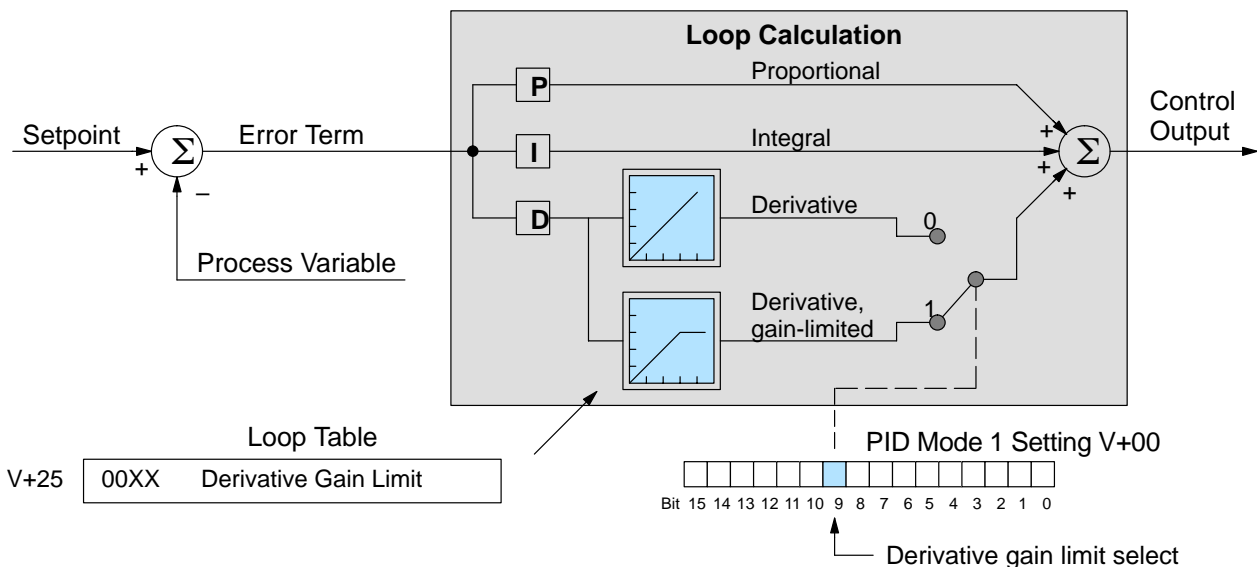 Loop Calculation
P
Proportional
Control
Output
Setpoint
+
Σ
Error Term
I
Integral
+
+
Σ
+
−
D
Derivative
0
Process Variable
Derivative,
gain-limited
1
Loop Table
V+25
00XX Derivative Gain Limit
PID Mode 1 Setting V+00
Bit 15 14 13 12 11 10 9 8 7 6 5 4 3 2 1 0
Derivative gain limit select